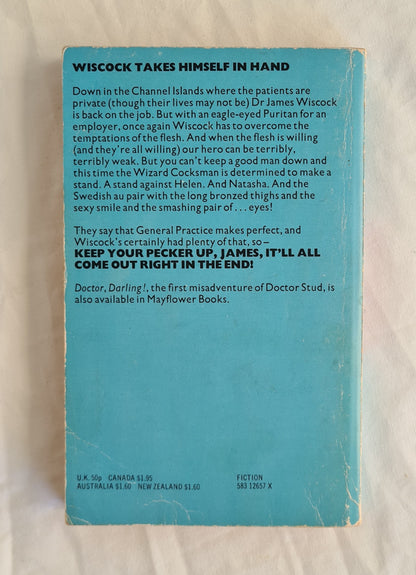 WISCOCK TAKES HIMSELF IN HAND
Down in the Channel Islands where the patients are
private (though their lives may not be) Dr James Wiscock
is back on the job. But with an eagle-eyed Puritan for
an employer, once again Wiscock has to overcome the
temptations of the flesh. And when the flesh is willing
(and they're all willing) our hero can be terribly,
terribly weak. But you can't keep a good man down and
this time the Wizard Cocksman is determined to make a
stand. A stand against Helen. And Natasha. And the
Swedish au pair with the long bronzed thighs and the
sexy smile and the smashing pair of . . . eyes!
They say that General Practice makes perfect, and
Wiscock's certainly had plenty of that, so –
KEEP YOUR PECKER UP, JAMES, IT'LL ALL
COME OUT RIGHT IN THE END!
Doctor, Darling!, the first misadventure of Doctor Stud, is
also available in Mayflower Books.
U.K. 50p CANADA $1.95
AUSTRALIA $1.60 NEW ZEALAND $1.60
FICTION
583 12657 X